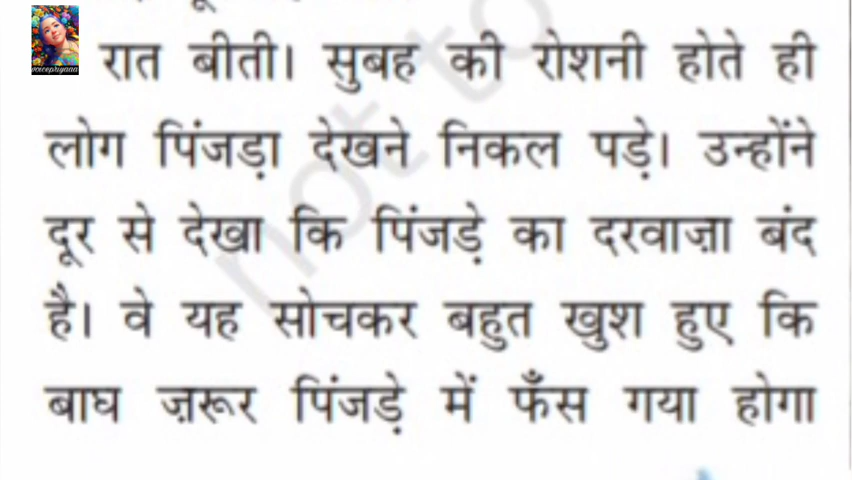 रात बीती। सुबह की रोशनी होते ही
लोग पिंजड़ा देखने निकल पड़े। उन्होंने
दूर से देखा कि पिंजड़े का दरवाज़ा बंद
है। वे यह सोचकर बहुत खुश हुए कि
बाघ ज़रूर पिंजड़े में फँस गया होगा